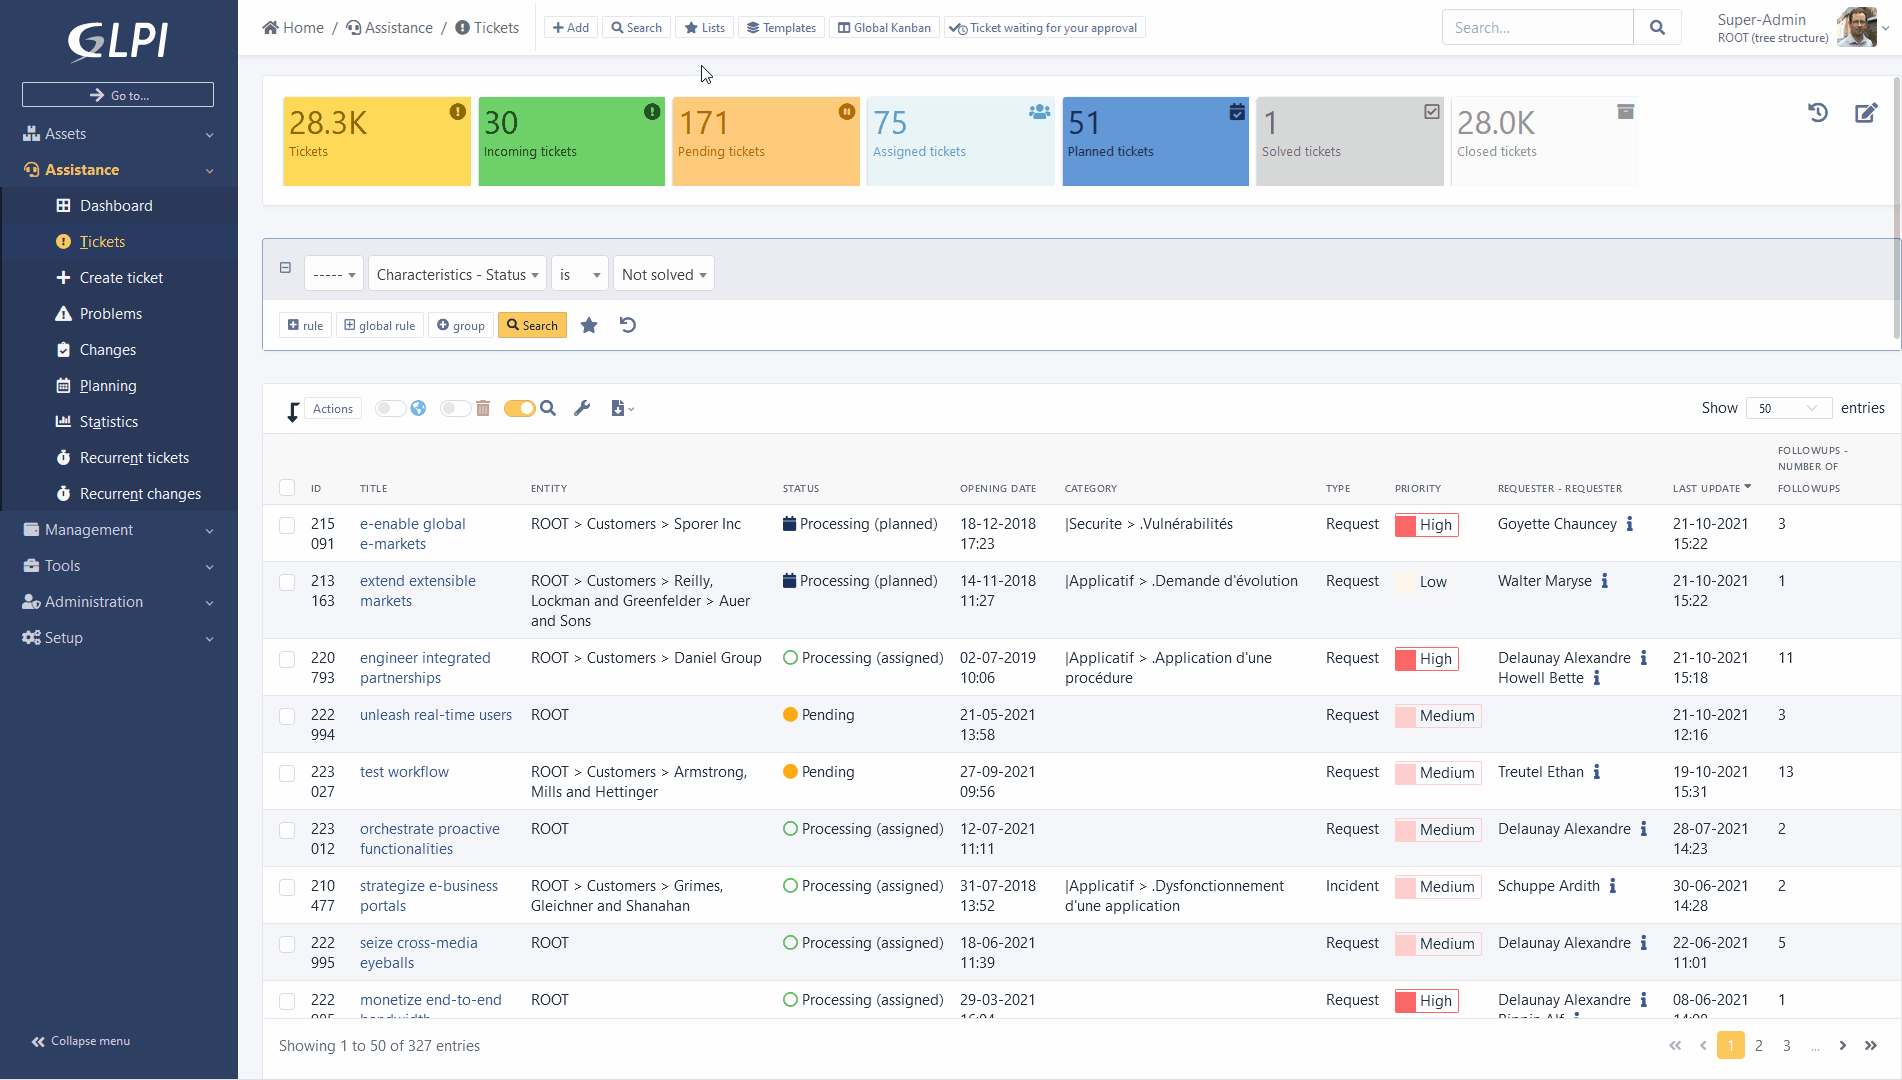 GLPI
Go to...
Assets
Assistance
Dashboard
Tickets
Create ticket
Problems
Changes
Planning
Statistics
Recurrent tickets
Recurrent changes
Management
Tools
Administration
Setup
Collapse menu
Home / Assistance / Tickets
Add
Search
Lists
Templates
Global Kanban
Ticket waiting for your approval
Search...
Super-Admin
ROOT (tree structure)
28.3K
Tickets
30
Incoming tickets
171
Pending tickets
75
Assigned tickets
51
Planned tickets
1
Solved tickets
28.0K
Closed tickets
----- Characteristics - Status is Not solved
rule global rule group Search
Actions
Show 50 entries
ID TITLE ENTITY STATUS OPENING DATE CATEGORY TYPE PRIORITY REQUESTER - REQUESTER LAST UPDATE
FOLLOWUPS -
NUMBER OF
FOLLOWUPS
215 e-enable global ROOT > Customers > Sporer Inc Processing (planned) 18-12-2018 |Securite > .Vulnérabilités Request High Goyette Chauncey 21-10-2021 3
091 e-markets 17:23 15:22
213 extend extensible ROOT > Customers > Reilly, Processing (planned) 14-11-2018 |Applicatif > .Demande d'évolution Request Low Walter Maryse 21-10-2021 1
163 markets Lockman and Greenfelder > Auer 11:27 15:22
and Sons
220 engineer integrated ROOT > Customers > Daniel Group Processing (assigned) 02-07-2019 |Applicatif > .Application d'une Request High Delaunay Alexandre 21-10-2021 11
793 partnerships 10:06 procédure Howell Bette 15:18
222 unleash real-time users ROOT Pending 21-05-2021 Request Medium 21-10-2021 3
994 13:58 12:16
223 test workflow ROOT > Customers > Armstrong, Pending 27-09-2021 Request Medium Treutel Ethan 19-10-2021 13
027 Mills and Hettinger 09:56 15:31
223 orchestrate proactive ROOT Processing (assigned) 12-07-2021 Request Medium Delaunay Alexandre 28-07-2021 2
012 functionalities 11:11 14:23
210 strategize e-business ROOT > Customers > Grimes, Processing (assigned) 31-07-2018 |Applicatif > .Dysfonctionnement Incident Medium Schuppe Ardith 30-06-2021 2
477 portals Gleichner and Shanahan 13:52 d'une application 14:28
222 seize cross-media ROOT Processing (assigned) 18-06-2021 Request Medium Delaunay Alexandre 22-06-2021 5
995 eyeballs 11:39 11:01
222 monetize end-to-end ROOT Processing (assigned) 29-03-2021 Request High Delaunay Alexandre 08-06-2021 1
Showing 1 to 50 of 327 entries
1 2 3 ...